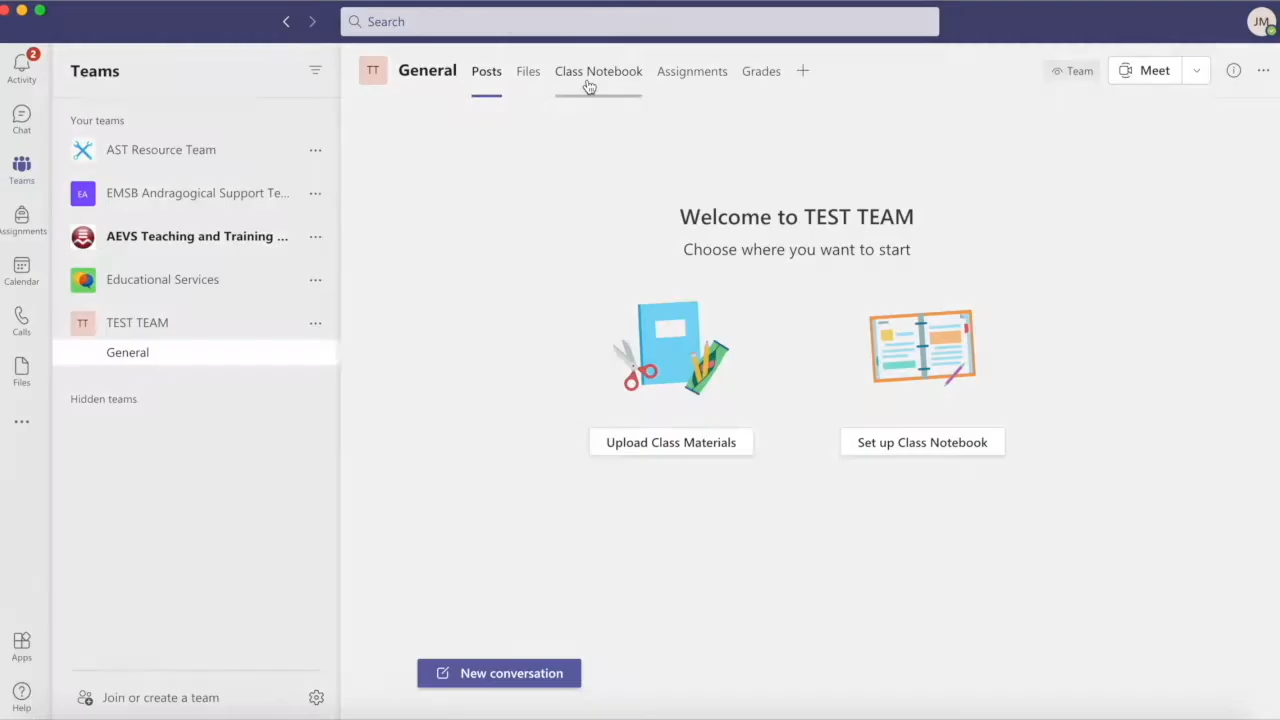 Search
JM
2
Activity
Chat
Teams
Assignments
Calendar
Calls
Files
Apps
Help
Teams
Your teams
AST Resource Team
EA
EMSB Andragogical Support Te...
AEVS Teaching and Training ...
Educational Services
TT
TEST TEAM
General
Hidden teams
Join or create a team
TT
General
Posts
Files
Class Notebook
Assignments
Grades
Team
Meet
Welcome to TEST TEAM
Choose where you want to start
Upload Class Materials
Set up Class Notebook
New conversation